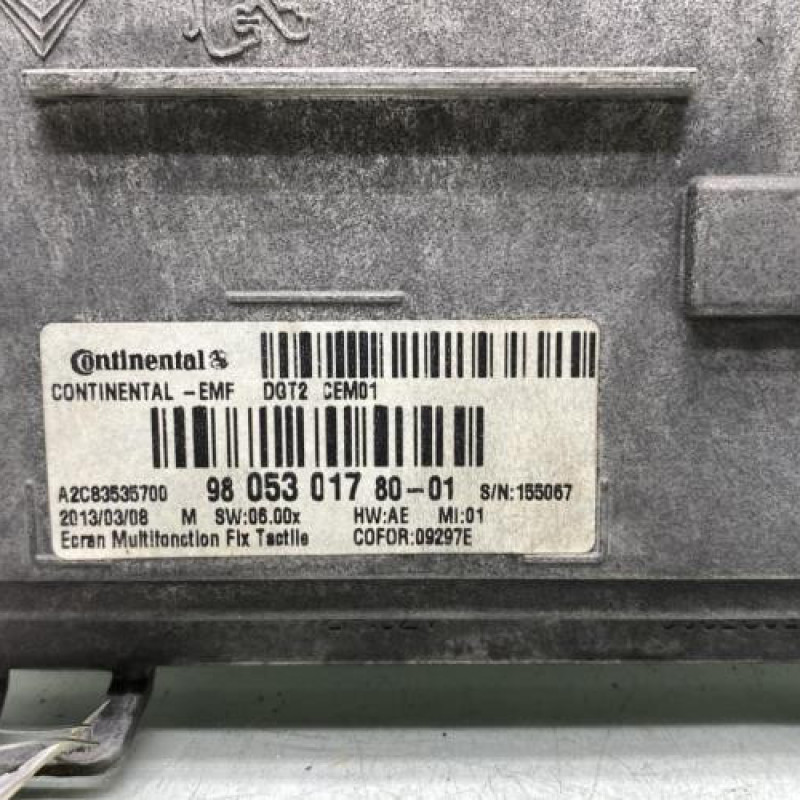 Continental
CONTINENTAL -EMF DGT2 CEM01
A2C83535700 98 053 017 80-01 S/N:155067
2013/03/08 M SW:06.00x HW:AE MI:01
Ecran Multifonction Fix Tactile COFOR:09297E